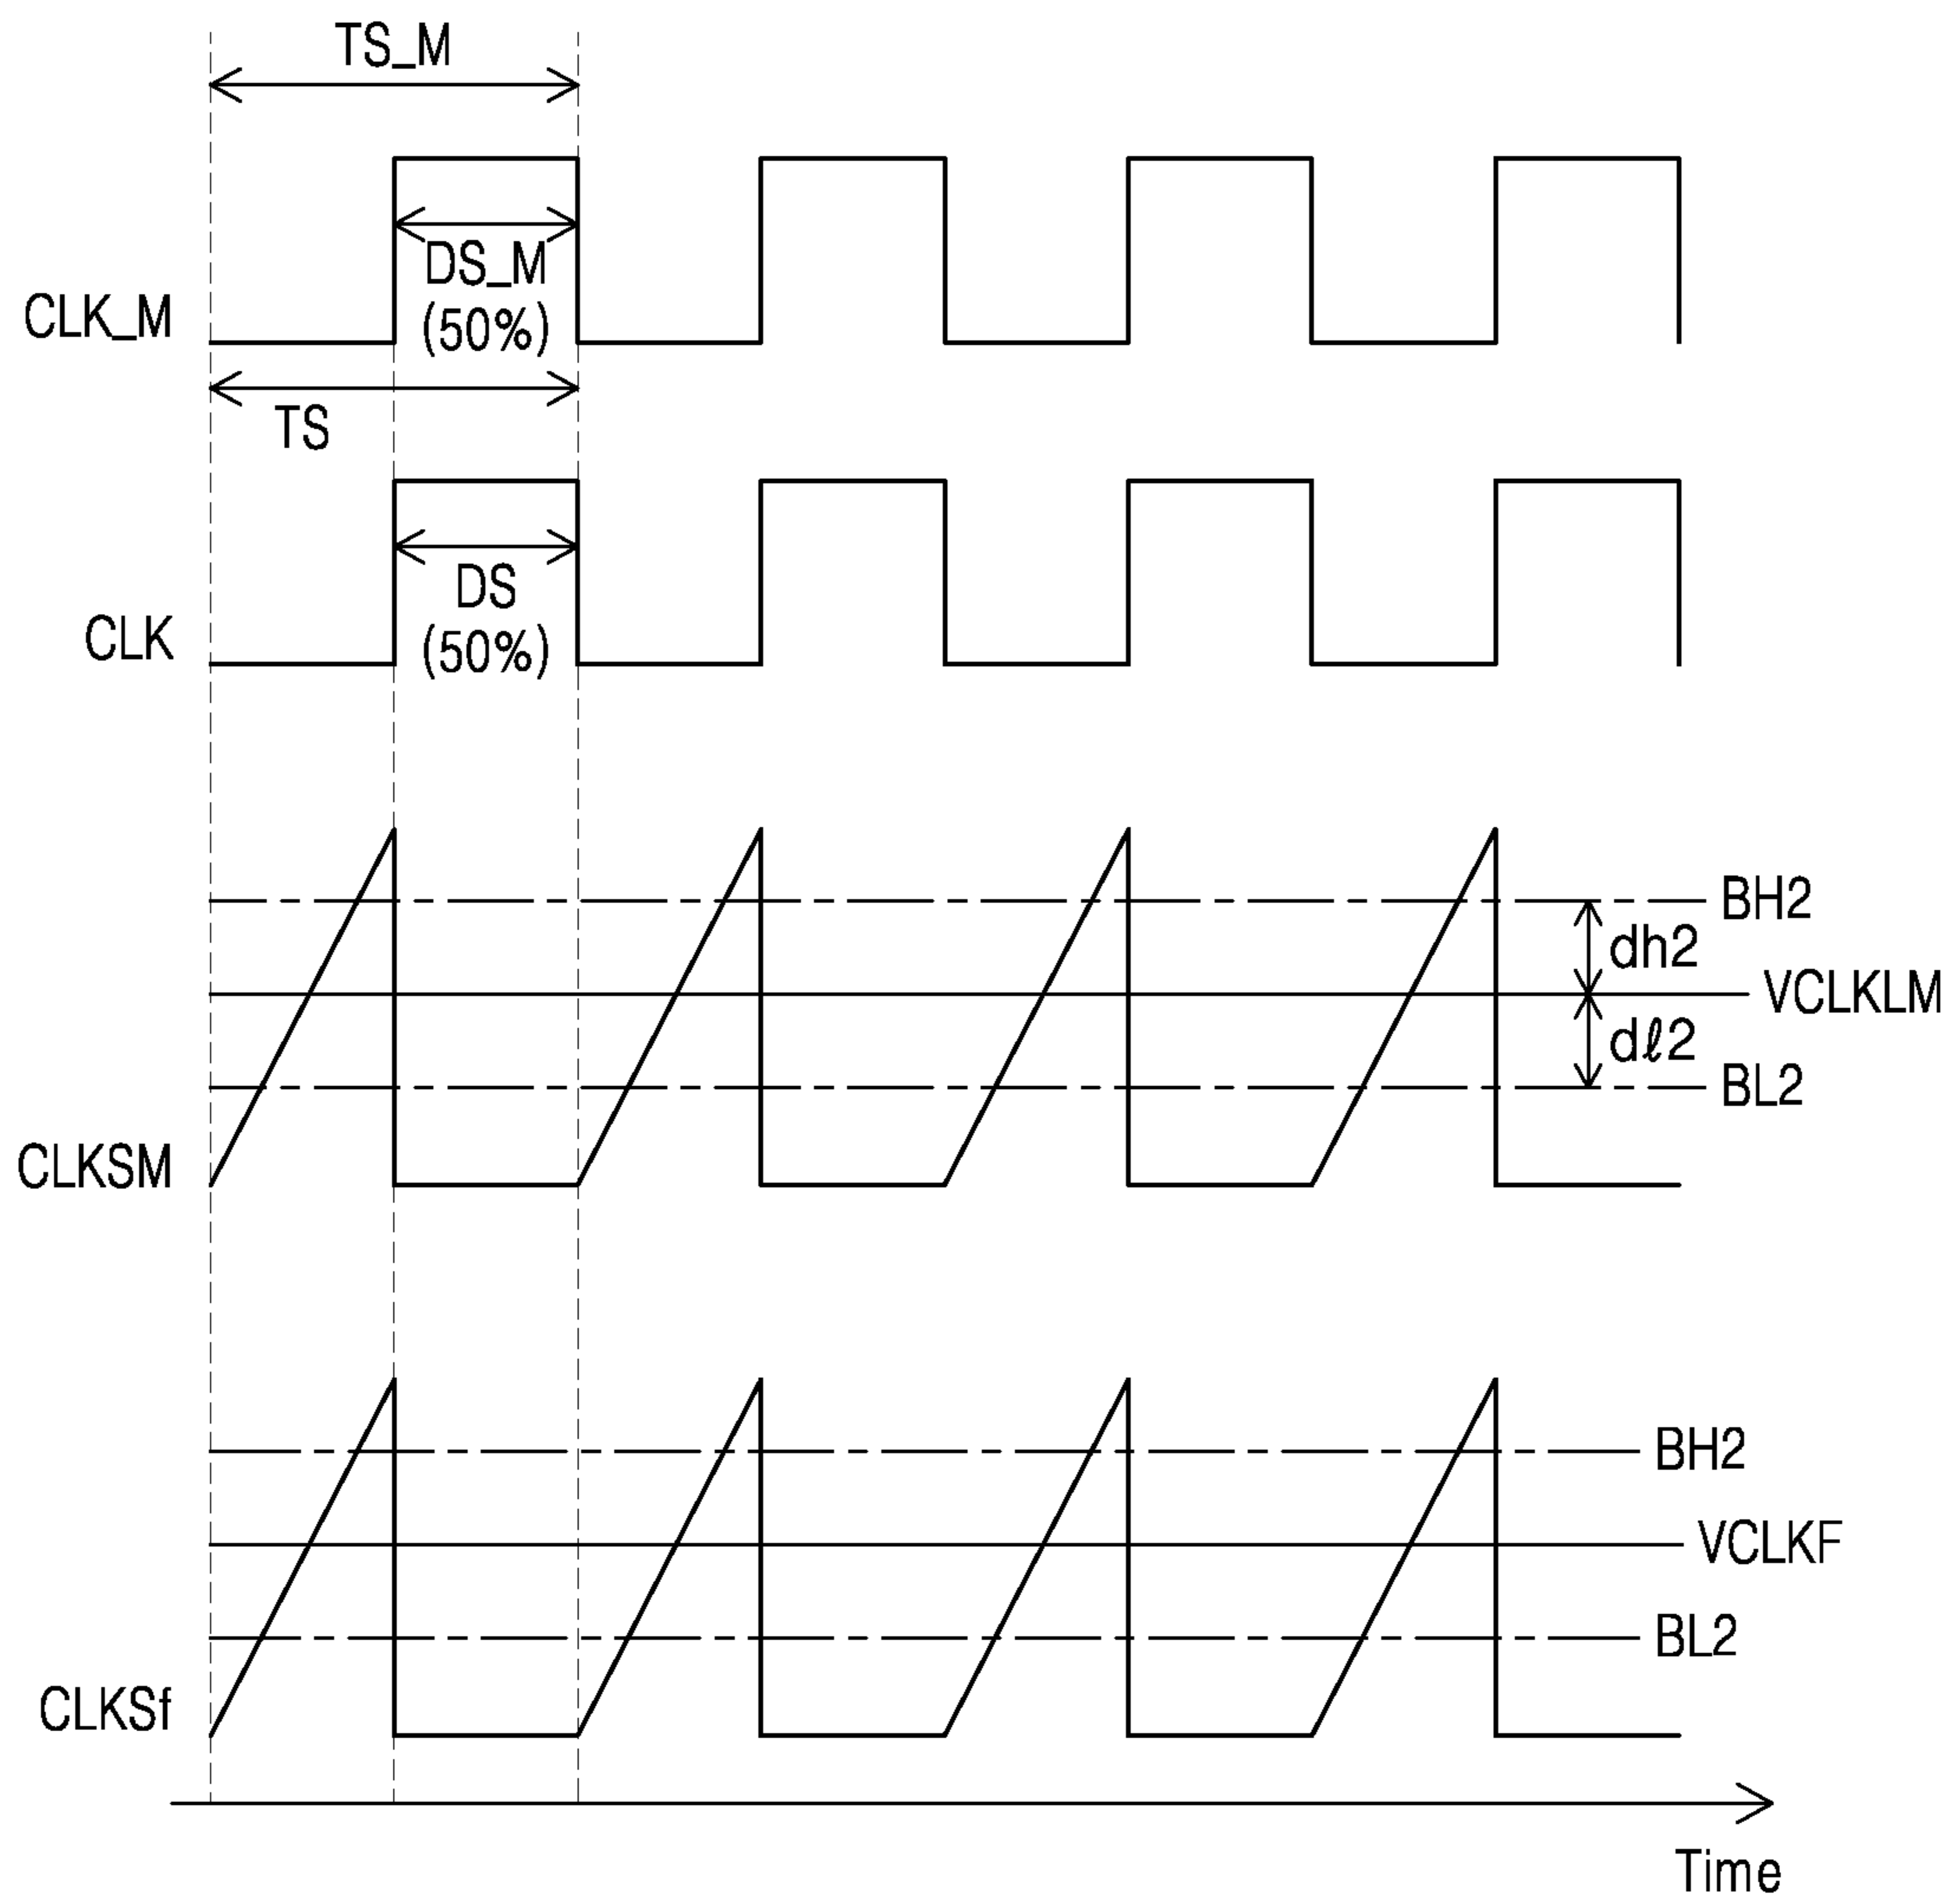 TS_M
DS_M
(50%)
CLK_M
TS
DS
(50%)
CLK
BH2
dh2
VCLKLM
dℓ2
BL2
CLKSM
BH2
VCLKF
BL2
CLKSf
Time